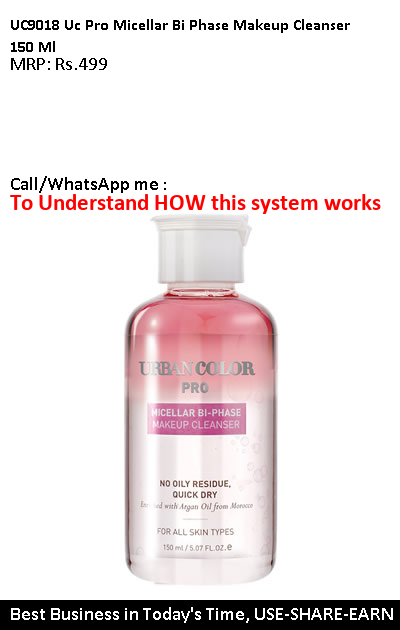 UC9018 Uc Pro Micellar Bi Phase Makeup Cleanser
150 Ml
MRP: Rs.499
Call/WhatsApp me :
To Understand HOW this system works
URBAN COLOR
PRO
MICELLAR BI-PHASE
MAKEUP CLEANSER
NO OILY RESIDUE,
QUICK DRY
Enriched with Argan Oil from Morocco
FOR ALL SKIN TYPES
150 ml / 5.07 FL.OZ.e
Best Business in Today's Time, USE-SHARE-EARN